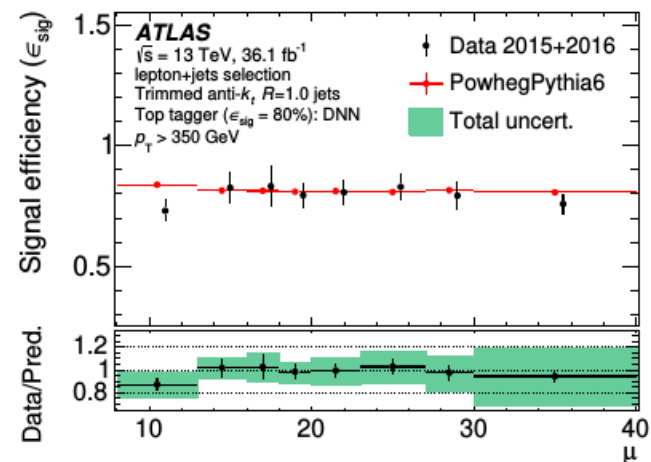 Signal efficiency (ϵsig)
1.5
1
0.5
ATLAS
√s = 13 TeV, 36.1 fb⁻¹
lepton+jets selection
Trimmed anti-kt R=1.0 jets
Top tagger (ϵsig = 80%): DNN
pT > 350 GeV
Data 2015+2016
PowhegPythia6
Total uncert.
Data/Pred.
1.2
1
0.8
10 20 30 40
μ